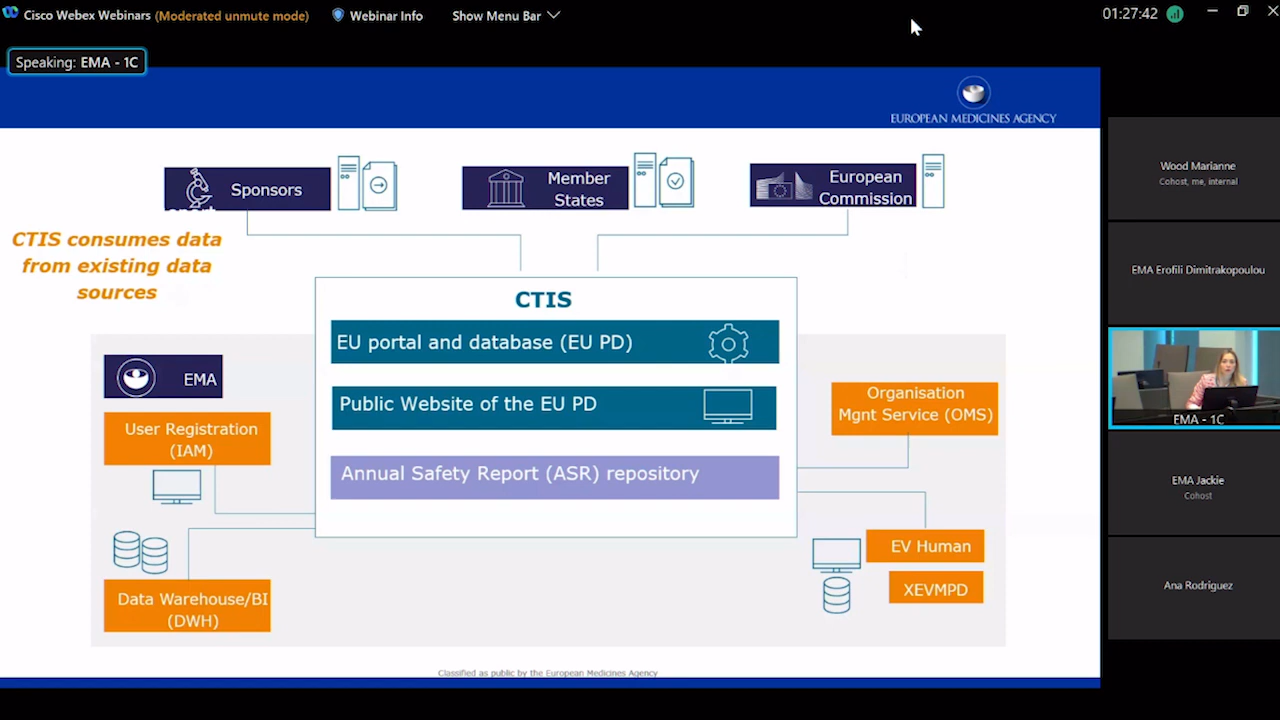 Cisco Webex Webinars (Moderated unmute mode)
Webinar Info
Show Menu Bar
01:27:42
Speaking: EMA - 1C
EUROPEAN MEDICINES AGENCY
Sponsors
Member
States
European
Commission
CTIS consumes data
from existing data
sources
CTIS
EU portal and database (EU PD)
Public Website of the EU PD
Annual Safety Report (ASR) repository
EMA
User Registration
(IAM)
Data Warehouse/BI
(DWH)
Organisation
Mgnt Service (OMS)
EV Human
XEVMPD
Classified as public by the European Medicines Agency
Wood Marianne
Cohost, me, internal
EMA Erofili Dimitrakopoulou
EMA - 1C
EMA Jackie
Cohost
Ana Rodriguez